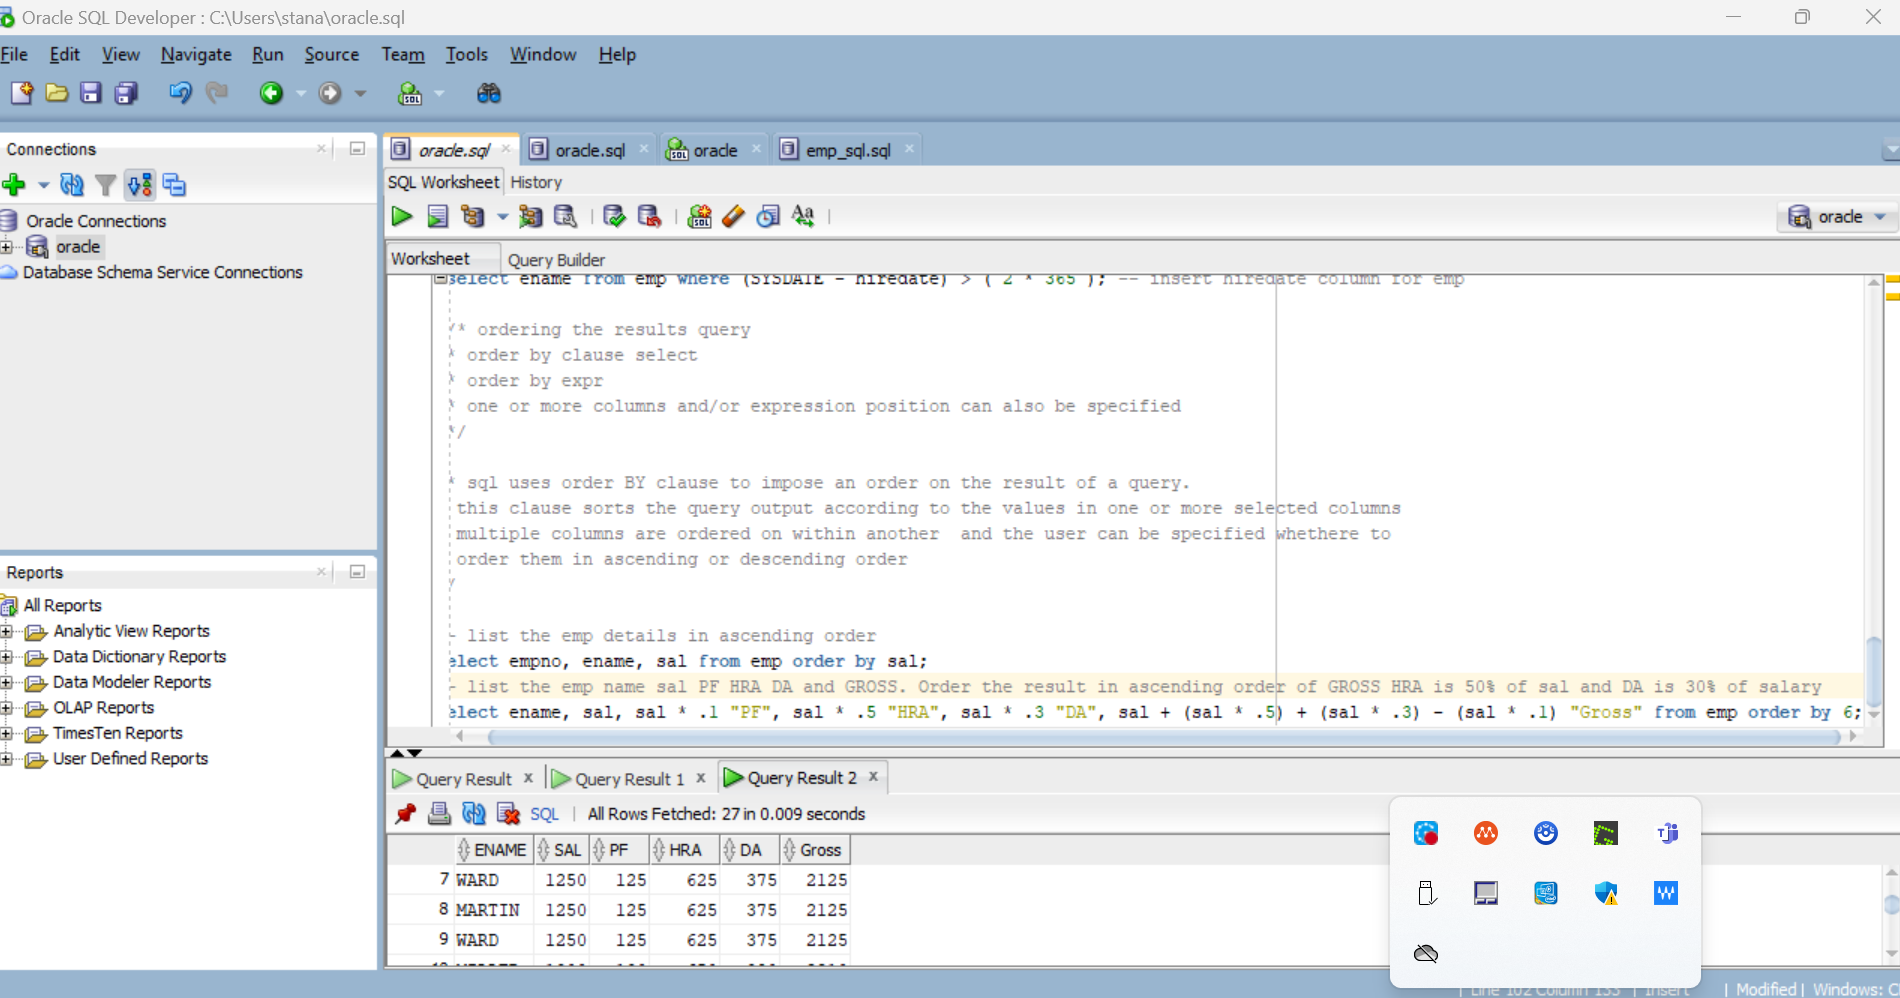 Oracle SQL Developer : C:\Users\stana\oracle.sql
File Edit View Navigate Run Source Team Tools Window Help
Connections
oracle.sql oracle.sql oracle emp_sql.sql
SQL Worksheet History
Oracle Connections
oracle
oracle
Database Schema Service Connections
Worksheet Query Builder
select ename from emp where (SYSDATE - hiredate) > ( 2 * 365 ); -- insert hiredate column for emp
/* ordering the results query
* order by clause select
* order by expr
* one or more columns and/or expression position can also be specified
*/
* sql uses order BY clause to impose an order on the result of a query.
this clause sorts the query output according to the values in one or more selected columns
multiple columns are ordered on within another and the user can be specified whethere to
order them in ascending or descending order
/
- list the emp details in ascending order
elect empno, ename, sal from emp order by sal;
- list the emp name sal PF HRA DA and GROSS. Order the result in ascending order of GROSS HRA is 50% of sal and DA is 30% of salary
elect ename, sal, sal * .1 "PF", sal * .5 "HRA", sal * .3 "DA", sal + (sal * .5) + (sal * .3) - (sal * .1) "Gross" from emp order by 6;
Reports
All Reports
Analytic View Reports
Data Dictionary Reports
Data Modeler Reports
OLAP Reports
TimesTen Reports
User Defined Reports
Query Result Query Result 1 Query Result 2
SQL All Rows Fetched: 27 in 0.009 seconds
ENAME SAL PF HRA DA Gross
7 WARD 1250 125 625 375 2125
8 MARTIN 1250 125 625 375 2125
9 WARD 1250 125 625 375 2125
Line 102 Column 133 | Insert | Modified | Windows: C